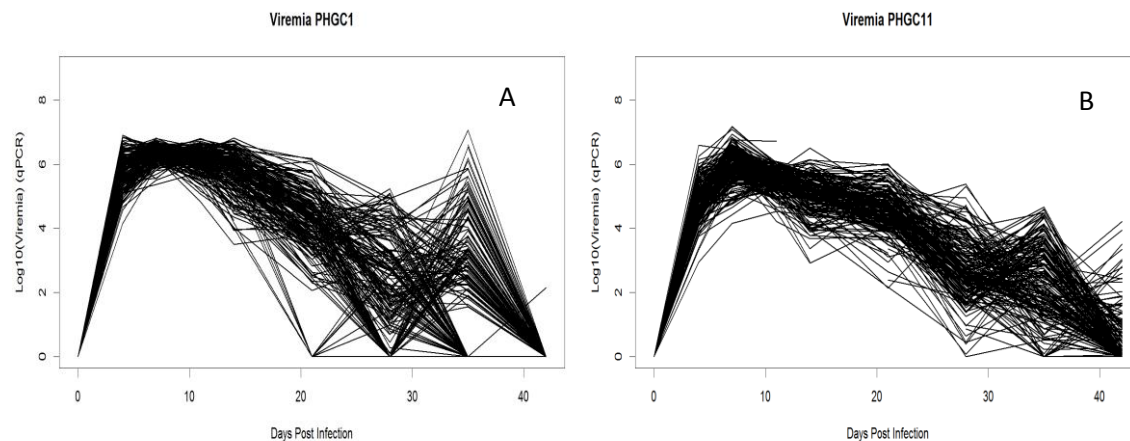 Viremia PHGC1
A
Log10(Viremia) (qPCR)
8
6
4
2
0
0 10 20 30 40
Days Post Infection
Viremia PHGC11
B
Log10(Viremia) (qPCR)
8
6
4
2
0
0 10 20 30 40
Days Post Infection